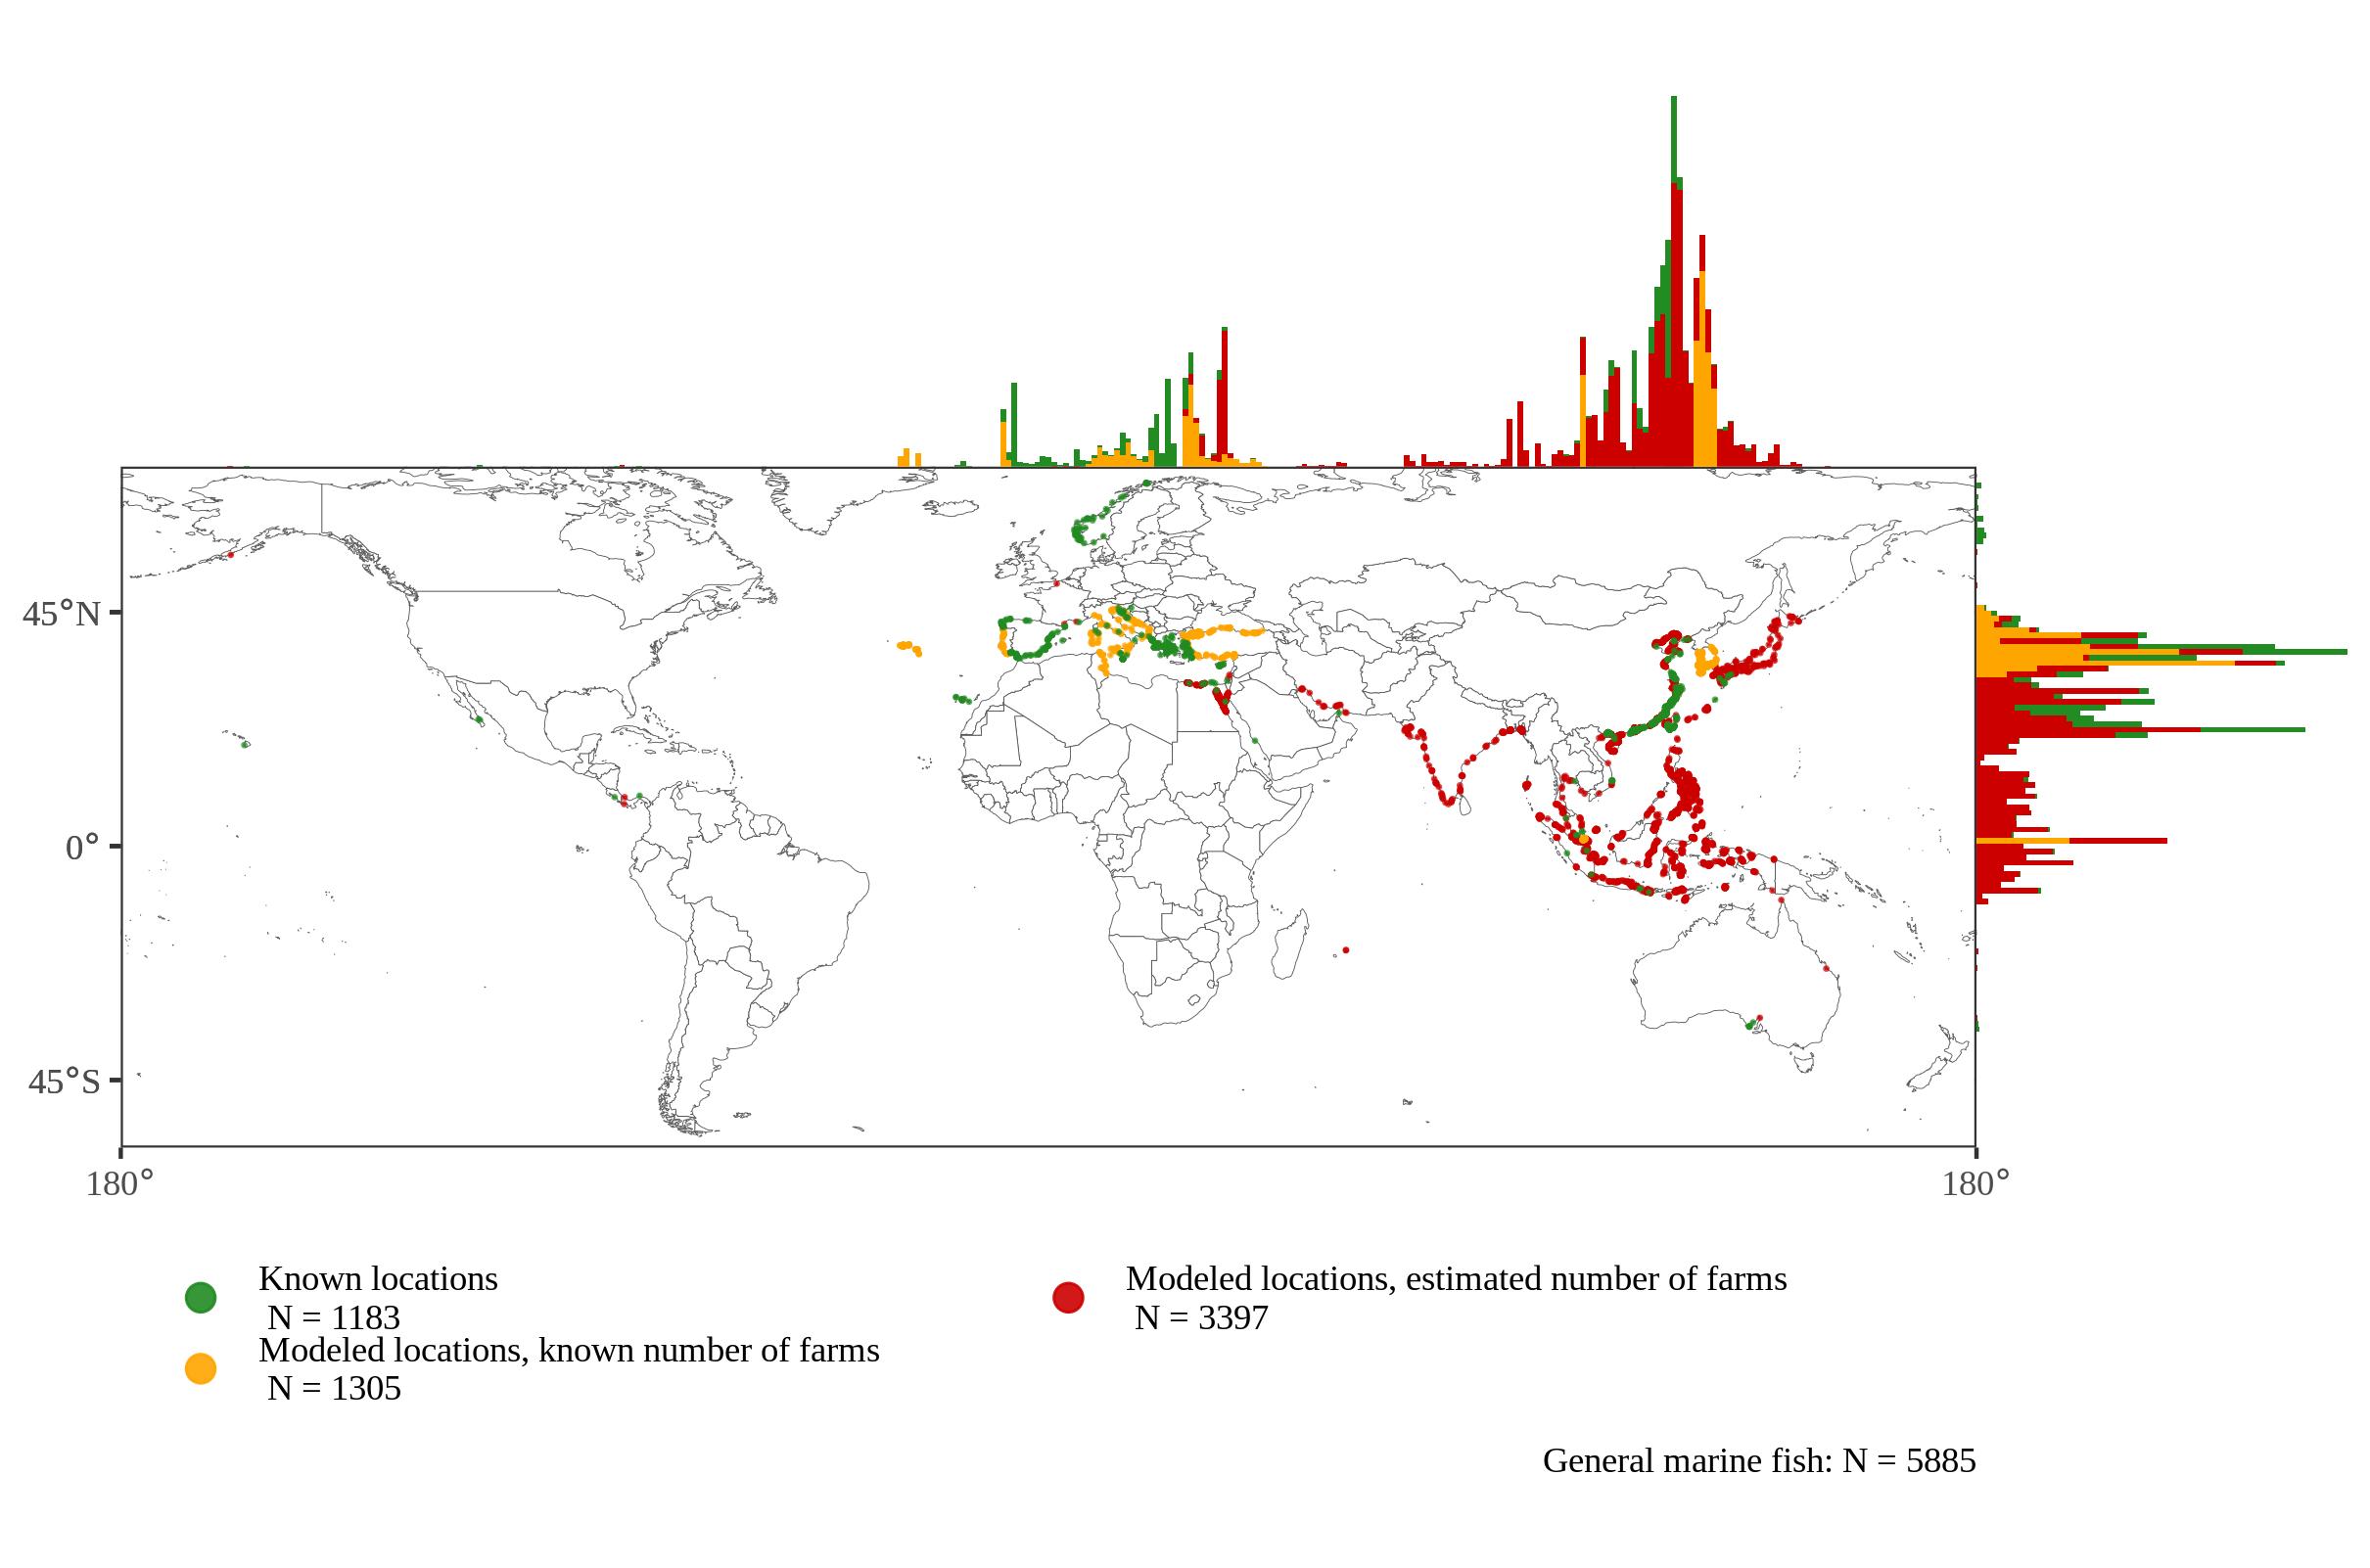 45°N
0°
45°S
180°
180°
Known locations
N = 1183
Modeled locations, known number of farms
N = 1305
Modeled locations, estimated number of farms
N = 3397
General marine fish: N = 5885